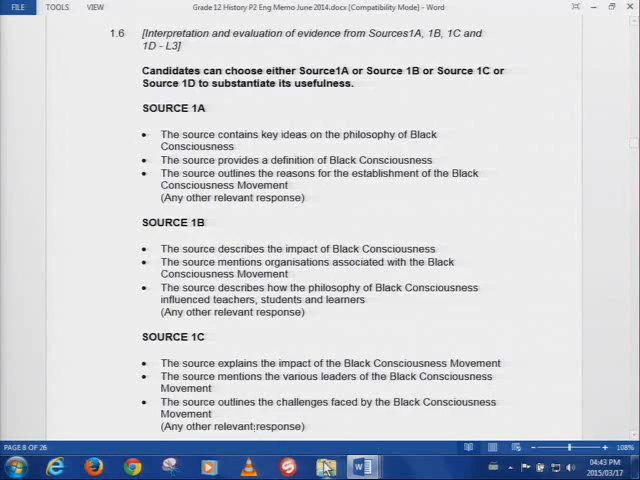 Grade 12 History P2 Eng Memo June 2014.docx [Compatibility Mode] - Word
FILE TOOLS VIEW
1.6 [Interpretation and evaluation of evidence from Sources1A, 1B, 1C and
1D - L3]
Candidates can choose either Source1A or Source 1B or Source 1C or
Source 1D to substantiate its usefulness.
SOURCE 1A
• The source contains key ideas on the philosophy of Black
Consciousness
• The source provides a definition of Black Consciousness
• The source outlines the reasons for the establishment of the Black
Consciousness Movement
(Any other relevant response)
SOURCE 1B
• The source describes the impact of Black Consciousness
• The source mentions organisations associated with the Black
Consciousness Movement
• The source describes how the philosophy of Black Consciousness
influenced teachers, students and learners
(Any other relevant response)
SOURCE 1C
• The source explains the impact of the Black Consciousness Movement
• The source mentions the various leaders of the Black Consciousness
Movement
• The source outlines the challenges faced by the Black Consciousness
Movement
(Any other relevant response)
PAGE 8 OF 26
108%
04:43 PM
2015/03/17